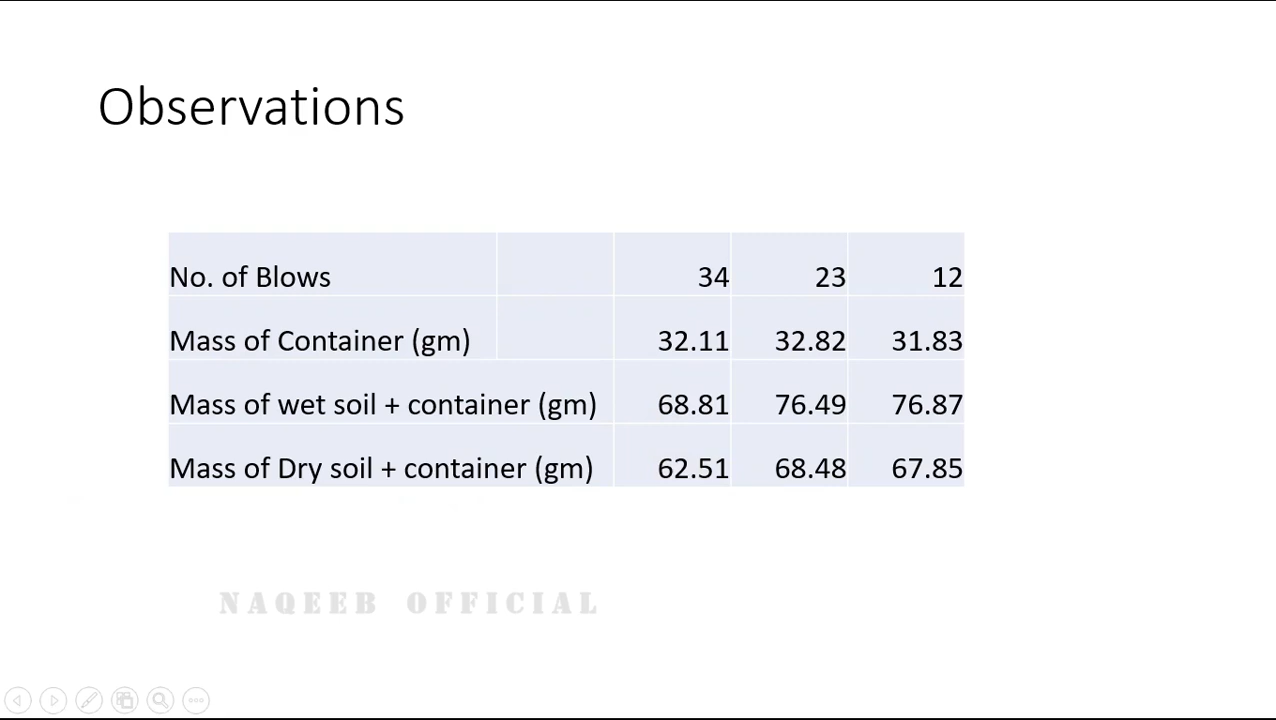 Observations
No. of Blows 34 23 12
Mass of Container (gm) 32.11 32.82 31.83
Mass of wet soil + container (gm) 68.81 76.49 76.87
Mass of Dry soil + container (gm) 62.51 68.48 67.85
NAQEEB OFFICIAL